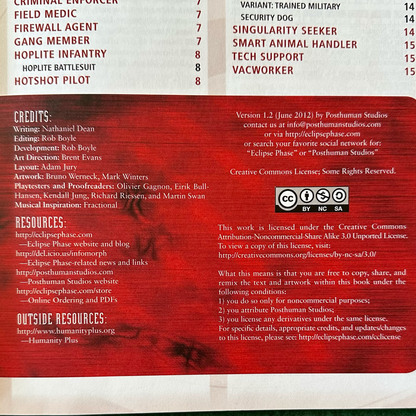 CRIMINAL ENFORCER 7
FIELD MEDIC 7
FIREWALL AGENT 7
GANG MEMBER 7
HOPLITE INFANTRY 8
HOPLITE BATTLESUIT 8
HOTSHOT PILOT 8
VARIANT: TRAINED MILITARY 14
SECURITY DOG 14
SINGULARITY SEEKER 14
SMART ANIMAL HANDLER 15
TECH SUPPORT 15
VACWORKER 15
CREDITS:
Writing: Nathaniel Dean
Editing: Rob Boyle
Development: Rob Boyle
Art Direction: Brent Evans
Layout: Adam Jury
Artwork: Bruno Werneck, Mark Winters
Playtesters and Proofreaders: Olivier Gagnon, Eirik Bull-
Hansen, Kendall Jung, Richard Riessen, and Martin Swan
Musical Inspiration: Fractional
RESOURCES:
http://eclipsephase.com
—Eclipse Phase website and blog
http://del.icio.us/infomorph
—Eclipse Phase-related news and links
http://posthumanstudios.com
—Posthuman Studios website
http://eclipsephase.com/store
—Online Ordering and PDFs
OUTSIDE RESOURCES:
http://www.humanityplus.org
—Humanity Plus
Version 1.2 (June 2012) by Posthuman Studios
contact us at info@posthumanstudios.com
or via http://eclipsephase.com
or search your favorite social network for:
"Eclipse Phase" or "Posthuman Studios"
Creative Commons License; Some Rights Reserved.
cc
BY NC SA
This work is licensed under the Creative Commons
Attribution-Noncommercial-Share Alike 3.0 Unported License.
To view a copy of this license, visit:
http://creativecommons.org/licenses/by-nc-sa/3.0/
What this means is that you are free to copy, share, and
remix the text and artwork within this book under the
following conditions:
1) you do so only for noncommercial purposes;
2) you attribute Posthuman Studios;
3) you license any derivatives under the same license.
For specific details, appropriate credits, and updates/changes
to this license, please see: http://eclipsephase.com/cclicense